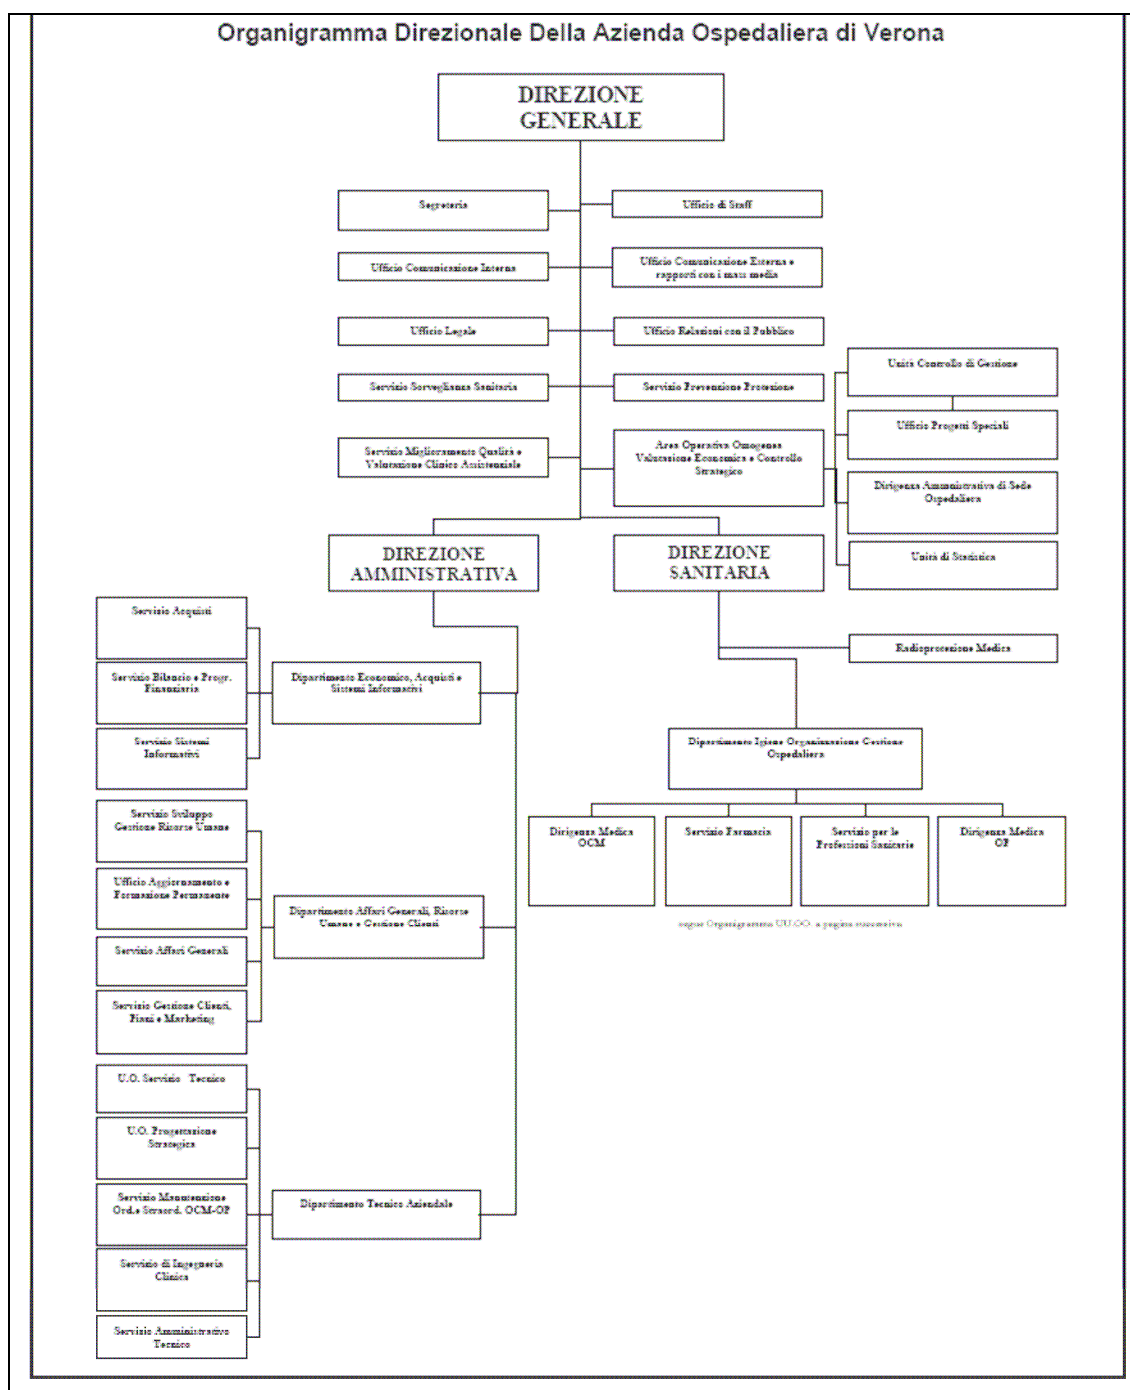 Organigramma Direzionale Della Azienda Ospedaliera di Verona
DIREZIONE
GENERALE
Segreteria
Ufficio di Staff
Ufficio Comunicazione Interna
Ufficio Comunicazione Esterna e
rapporti con i mass media
Ufficio Legale
Ufficio Relazioni con il Pubblico
Servizio Sorveglianza Sanitaria
Servizio Prevenzione Protezione
Servizio Miglioramento Qualità e
Valutazione Clinico Assistenziale
Area Operativa Omogenea
Valutazione Economica e Controllo
Strategico
Unità Controllo di Gestione
Ufficio Progetti Speciali
Dirigenza Amministrativa di Sede
Ospedaliera
Unità di Statistica
DIREZIONE
AMMINISTRATIVA
DIREZIONE
SANITARIA
Radioprotezione Medica
Servizio Acquisti
Servizio Bilancio e Progr.
Finanziaria
Servizio Sistemi
Informativi
Dipartimento Economico, Acquisti e
Sistemi Informativi
Dipartimento Igiene Organizzazione Gestione
Ospedaliera
Dirigenza Medica
OCM
Servizio Farmacia
Servizio per le
Professioni Sanitarie
Dirigenza Medica
OP
segue Organigramma UU.OO. a pagina successiva
Servizio Sviluppo
Gestione Risorse Umane
Ufficio Aggiornamento e
Formazione Permanente
Servizio Affari Generali
Servizio Gestione Clienti,
Piani e Marketing
Dipartimento Affari Generali, Risorse
Umane e Gestione Clienti
U.O. Servizio Tecnico
U.O. Progettazione
Strategica
Servizio Manutenzione
Ord.e Straord. OCM-OP
Servizio di Ingegneria
Clinica
Servizio Amministrativo
Tecnico
Dipartimento Tecnico Aziendale